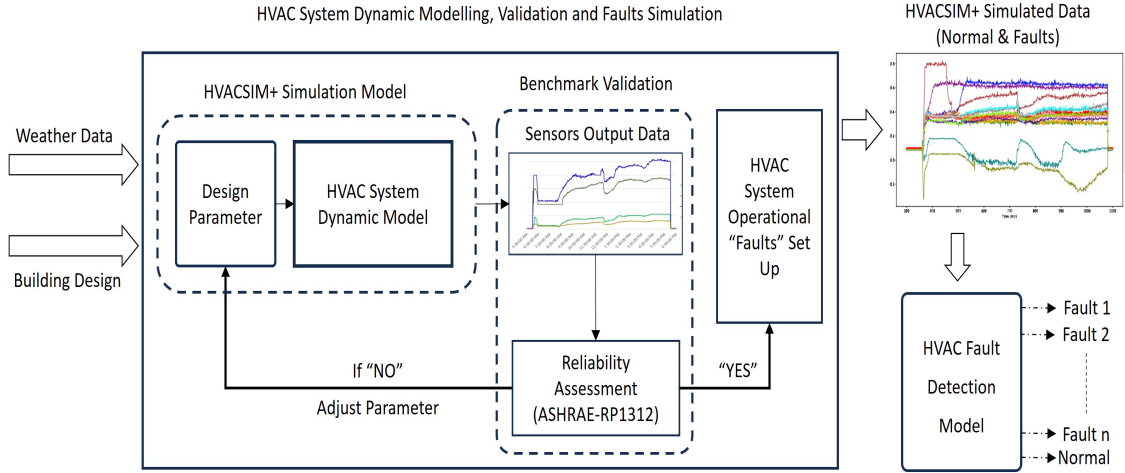 HVAC System Dynamic Modelling, Validation and Faults Simulation
HVACSIM+ Simulated Data
(Normal & Faults)
HVACSIM+ Simulation Model
Benchmark Validation
Weather Data
Building Design
Design
Parameter
HVAC System
Dynamic Model
Sensors Output Data
HVAC
System
Operational
“Faults” Set
Up
If “NO”
Adjust Parameter
Reliability
Assessment
(ASHRAE-RP1312)
“YES”
HVAC Fault
Detection
Model
Fault 1
Fault 2
Fault n
Normal